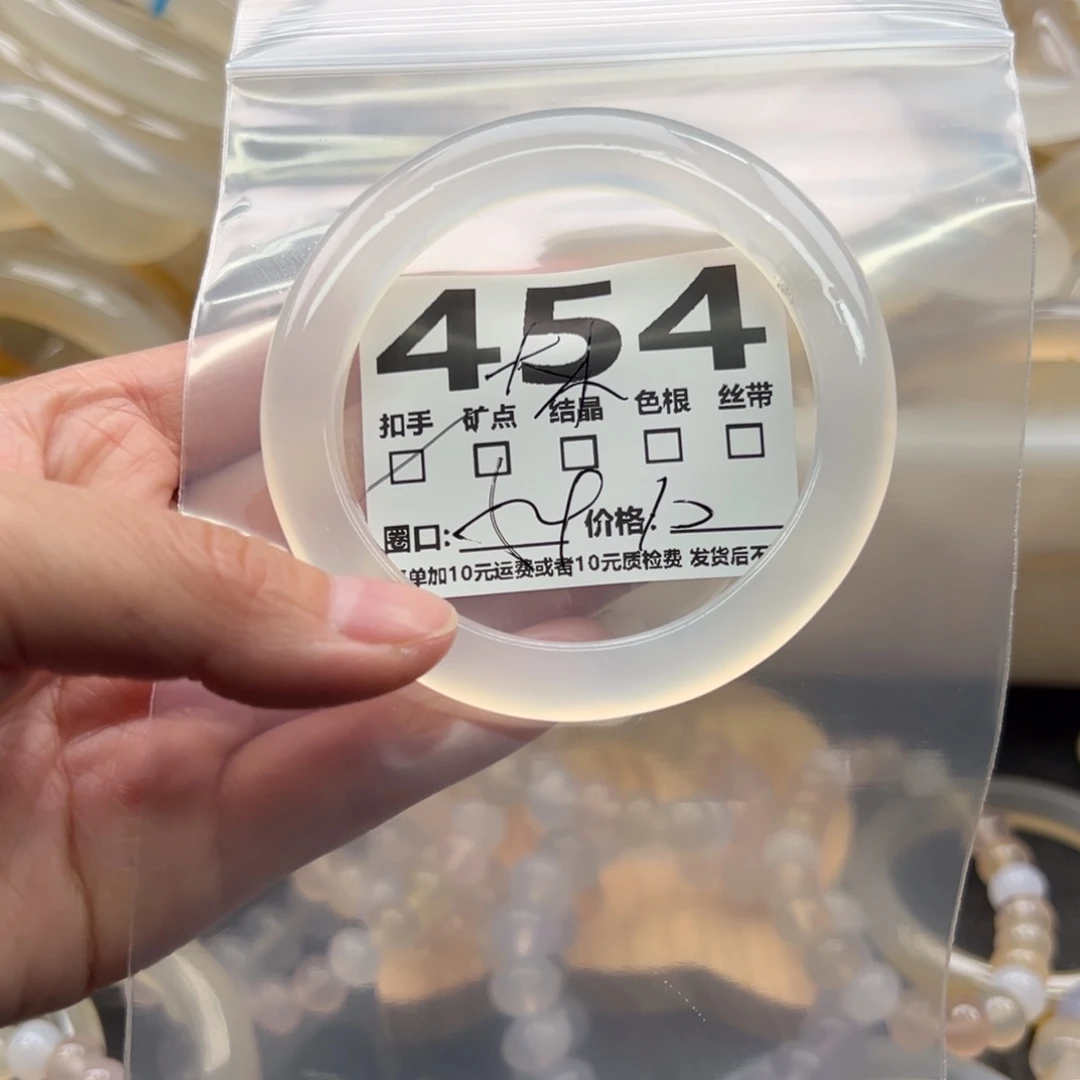 454
扣手 矿点 结晶 色根 丝带
圈口: 价格:
单加10元运费或者10元质检费 发货后不